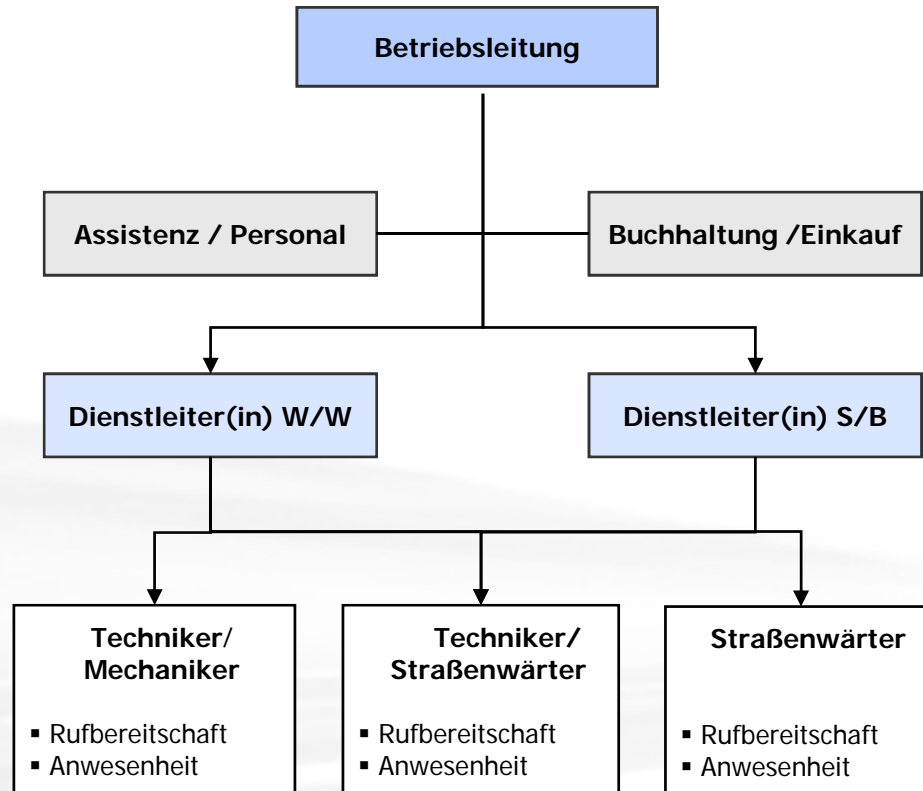 Betriebsleitung
Assistenz / Personal
Buchhaltung /Einkauf
Dienstleiter(in) W/W
Dienstleiter(in) S/B
Techniker/
Mechaniker
▪ Rufbereitschaft
▪ Anwesenheit
Techniker/
Straßenwärter
▪ Rufbereitschaft
▪ Anwesenheit
Straßenwärter
▪ Rufbereitschaft
▪ Anwesenheit